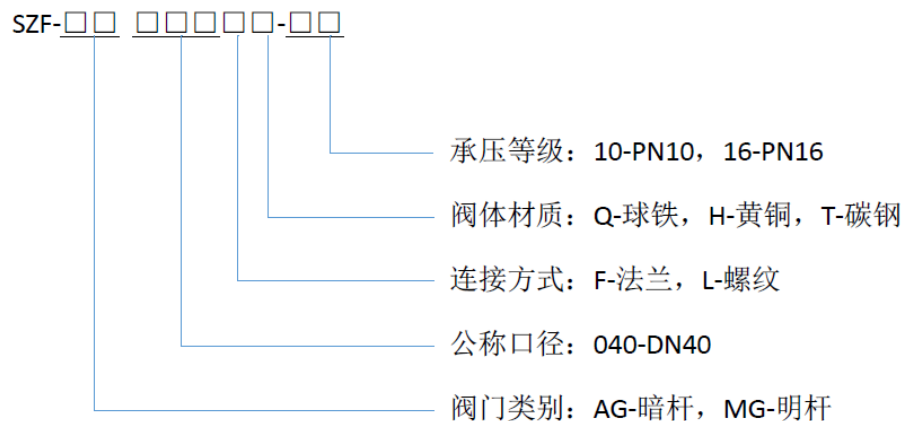 SZF-□□ □□□□□-□□
承压等级：10-PN10，16-PN16
阀体材质：Q-球铁，H-黄铜，T-碳钢
连接方式：F-法兰，L-螺纹
公称口径：040-DN40
阀门类别：AG-暗杆，MG-明杆